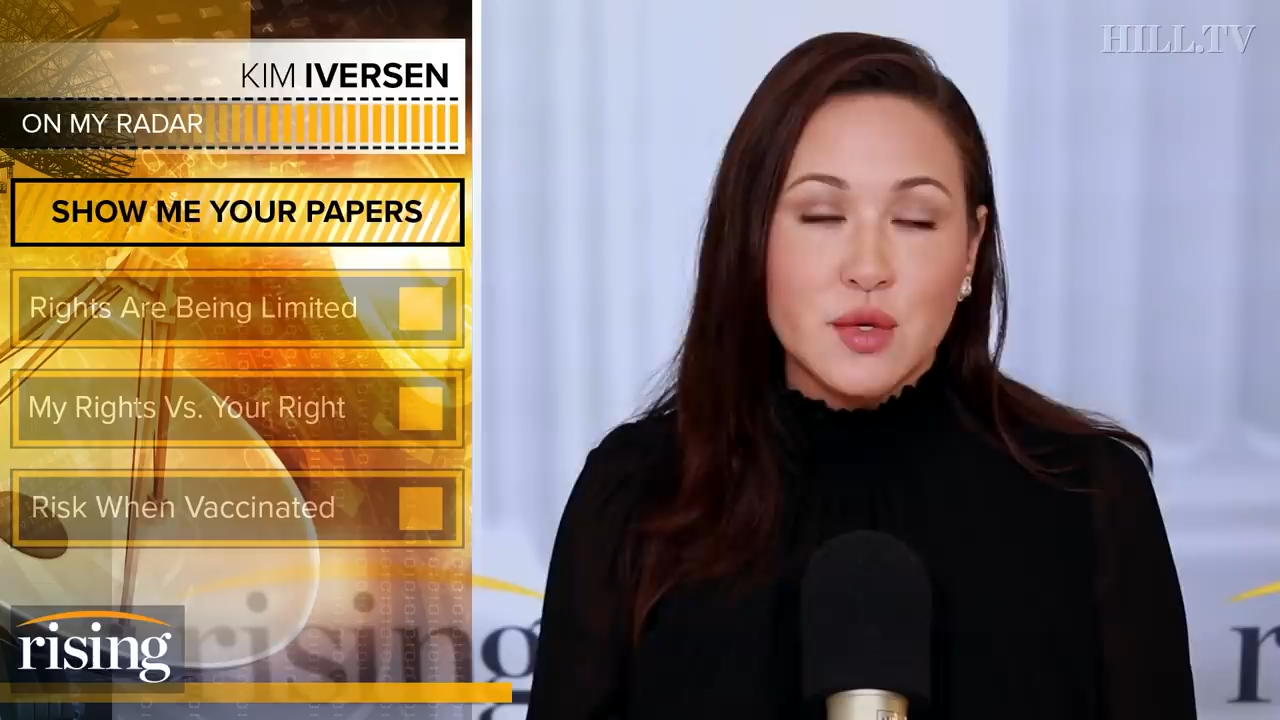 KIM IVERSEN
ON MY RADAR
SHOW ME YOUR PAPERS
Rights Are Being Limited
My Rights Vs. Your Right
Risk When Vaccinated
rising
HILL.TV
rising
r